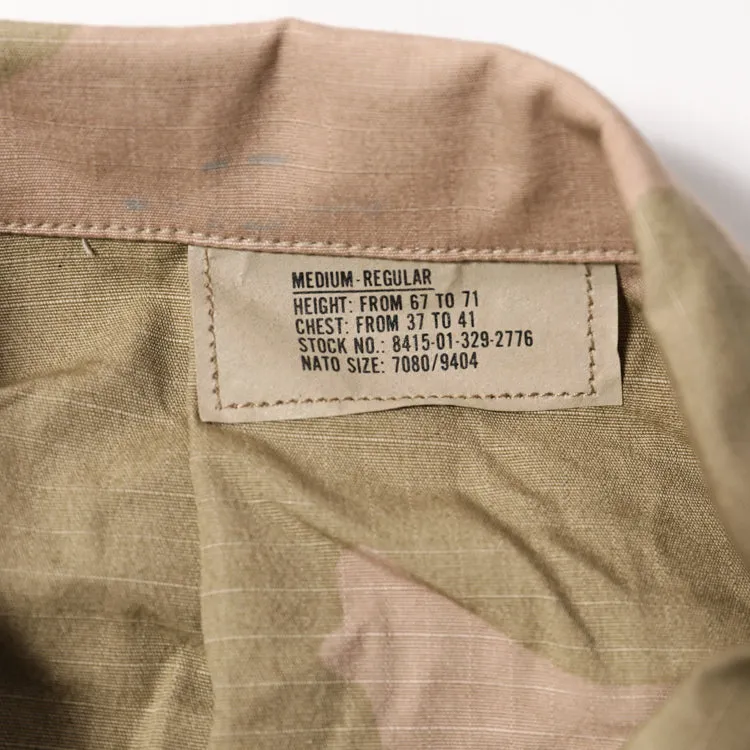 MEDIUM-REGULAR
HEIGHT: FROM 67 TO 71
CHEST: FROM 37 TO 41
STOCK NO.: 8415-01-329-2776
NATO SIZE: 7080/9404